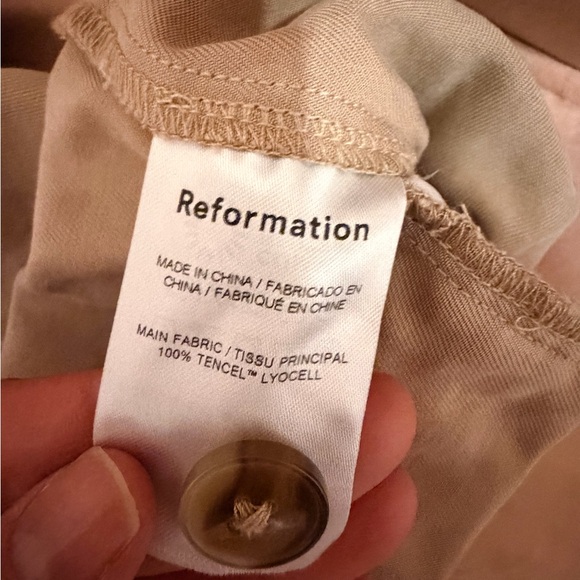 Reformation
MADE IN CHINA / FABRICADO EN
CHINA / FABRIQUÉ EN CHINE
MAIN FABRIC / TISSU PRINCIPAL
100% TENCEL™ LYOCELL